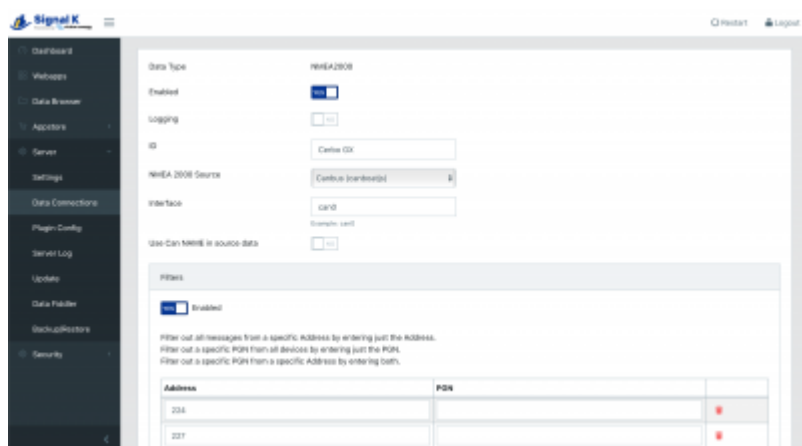 Signal K
Restart
Logout
Dashboard
Webapps
Data Browser
Appstore
Server
Settings
Data Connections
Plugin Config
Server Log
Update
Data Fiddler
Backup/Restore
Security
Data Type NMEA2000
Enabled YES
Logging NO
ID Cerbo GX
NMEA 2000 Source Canbus (canboatjs)
Interface can0
Example: can0
Use Can NAME in source data NO
Filters
YES Enabled
Filter out all messages from a specific Address by entering just the Address.
Filter out a specific PGN from all devices by entering just the PGN.
Filter out a specific PGN from a specific Address by entering both.
Address PGN
224
227